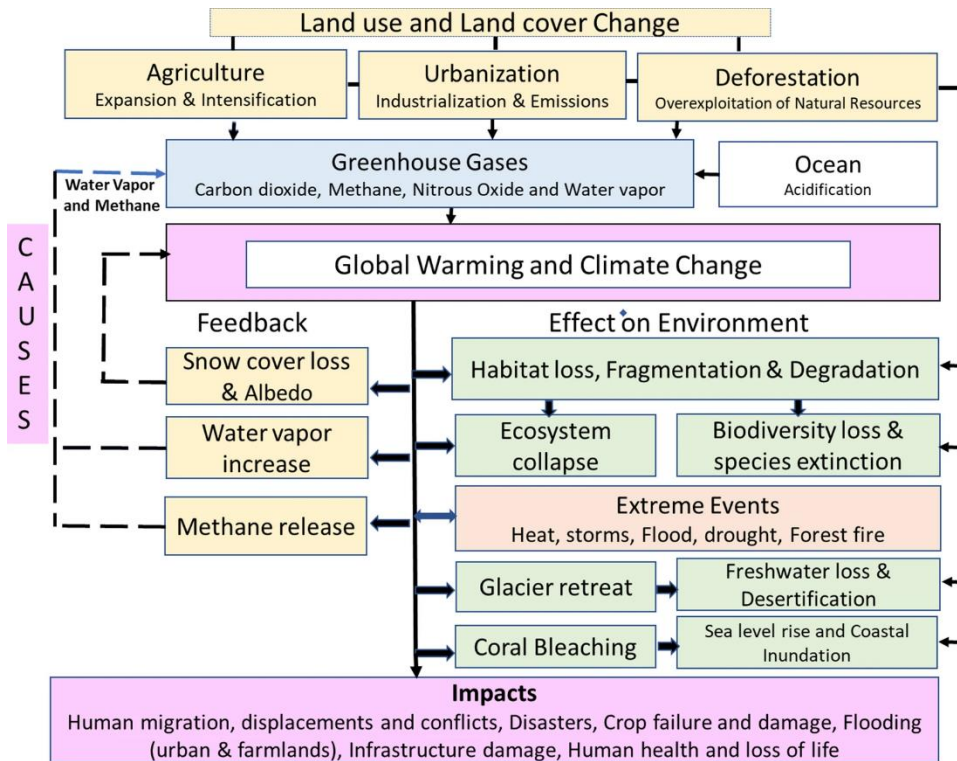 Land use and Land cover Change
Agriculture
Expansion & Intensification
Urbanization
Industrialization & Emissions
Deforestation
Overexploitation of Natural Resources
Greenhouse Gases
Carbon dioxide, Methane, Nitrous Oxide and Water vapor
Ocean
Acidification
Water Vapor
and Methane
CAUSES
Global Warming and Climate Change
Feedback
Effect on Environment
Snow cover loss
& Albedo
Habitat loss, Fragmentation & Degradation
Water vapor
increase
Ecosystem
collapse
Biodiversity loss &
species extinction
Methane release
Extreme Events
Heat, storms, Flood, drought, Forest fire
Glacier retreat
Freshwater loss &
Desertification
Coral Bleaching
Sea level rise and Coastal
Inundation
Impacts
Human migration, displacements and conflicts, Disasters, Crop failure and damage, Flooding
(urban & farmlands), Infrastructure damage, Human health and loss of life